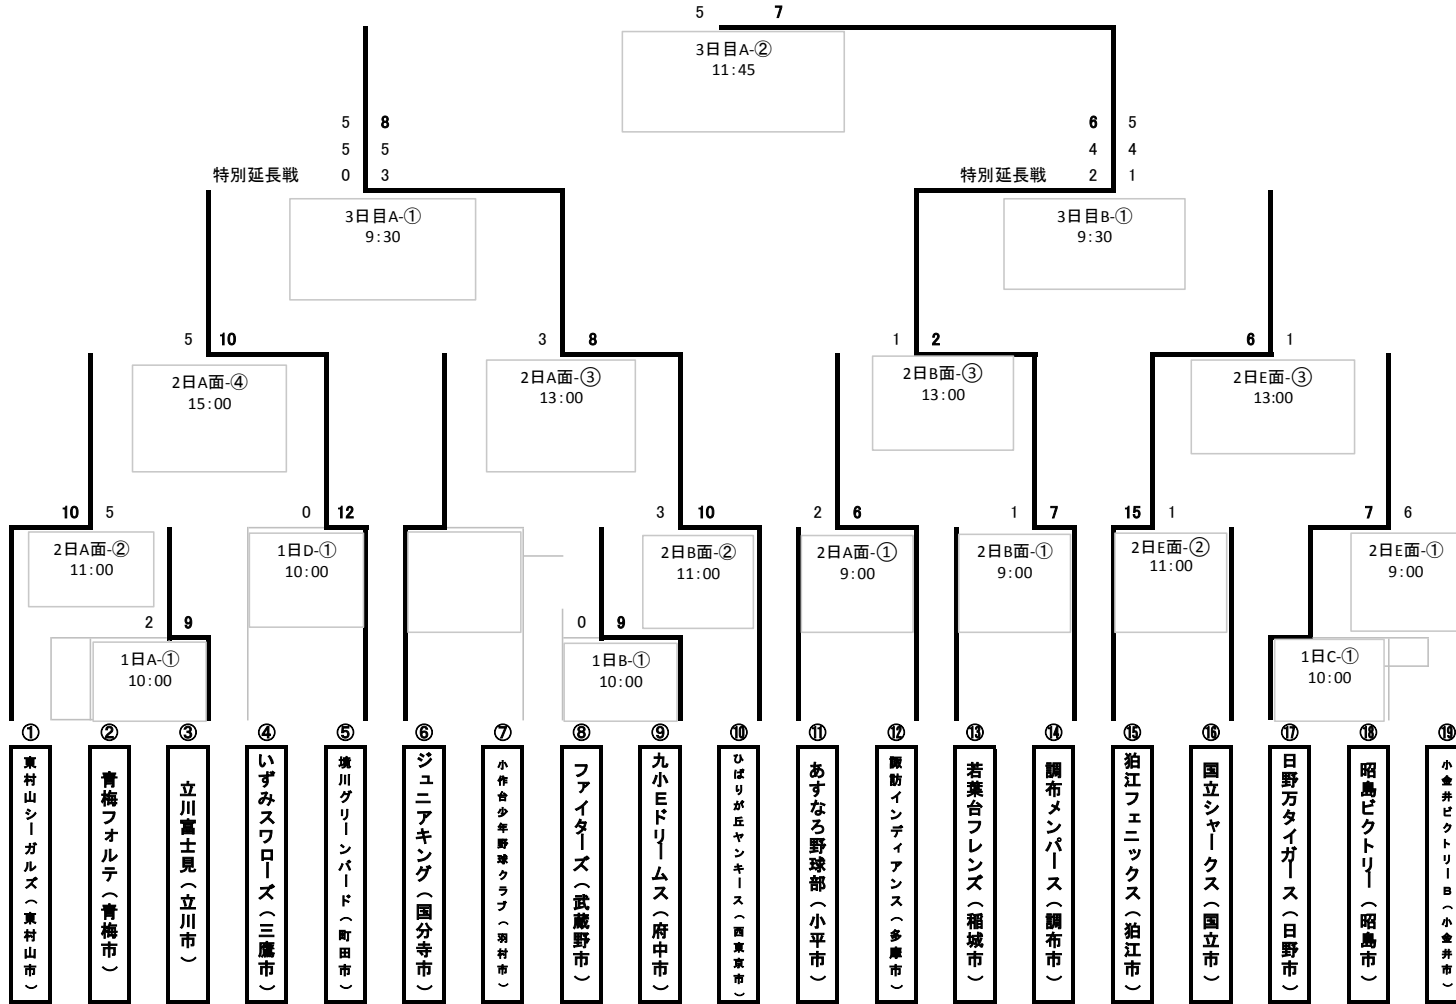 5 7
3日目A-②
11:45
5 8
6 5
5 5
4 4
特別延長戦 0 3
特別延長戦 2 1
3日目A-①
9:30
3日目B-①
9:30
5 10
3 8
1 2
6 1
2日A面-④
15:00
2日A面-③
13:00
2日B面-③
13:00
2日E面-③
13:00
10 5
0 12
3 10
2 6
1 7
15 1
7 6
2日A面-②
11:00
1日D-①
10:00
2日B面-②
11:00
2日A面-①
9:00
2日B面-①
9:00
2日E面-②
11:00
2日E面-①
9:00
2 9
0 9
1日A-①
10:00
1日B-①
10:00
1日C-①
10:00
①
東村山シーガルズ(東村山市)
②
青梅フォルテ(青梅市)
③
立川富士見(立川市)
④
いずみスワローズ(三鷹市)
⑤
境川グリーンバード(町田市)
⑥
ジュニアキング(国分寺市)
⑦
小作台少年野球クラブ(羽村市)
⑧
ファイターズ(武蔵野市)
⑨
九小Eドリームス(府中市)
⑩
ひばりが丘ヤンキース(西東京市)
⑪
あすなろ野球部(小平市)
⑫
諏訪インディアンス(多摩市)
⑬
若葉台フレンズ(稲城市)
⑭
調布メンパース(調布市)
⑮
狛江フェニックス(狛江市)
⑯
国立シャークス(国立市)
⑰
日野万タイガース(日野市)
⑱
昭島ビクトリー(昭島市)
⑲
小金井ビクトリーB(小金井市)